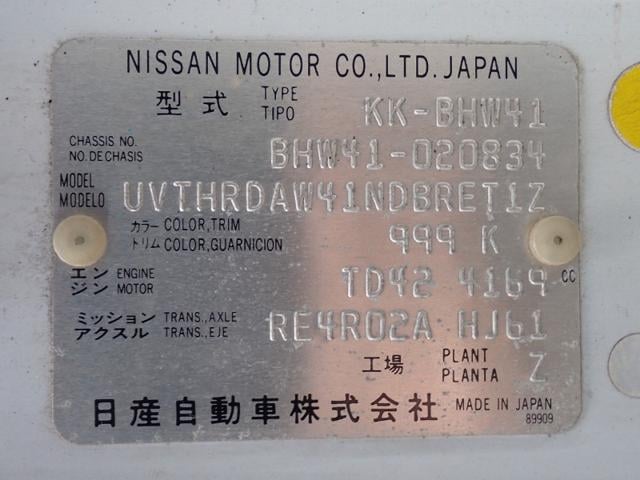 NISSAN MOTOR CO.,LTD. JAPAN
型式 TYPE TIPO KK-BHW41
CHASSIS NO. NO. DE CHASIS BHW41-020834
MODEL MODELO UVTHRDAW41NDBRET1Z
カラー COLOR,TRIM
トリム COLOR,GUARNICION 999 K
エンジン ENGINE MOTOR TD42 4169 CC
ミッション TRANS.,AXLE
アクスル TRANS.,EJE RE4R02A HJ61
工場 PLANT PLANTA Z
日産自動車株式会社 MADE IN JAPAN
89909